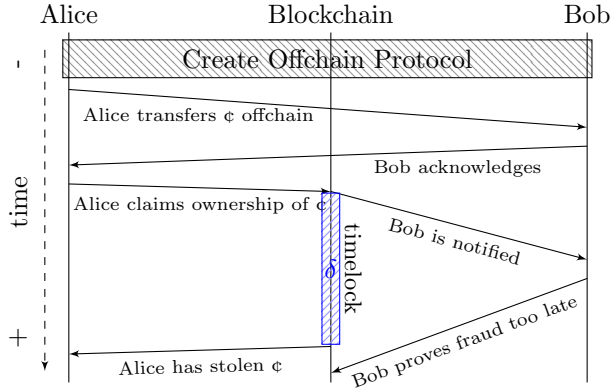 Alice Blockchain Bob
-
Create Offchain Protocol
Alice transfers ¢ offchain
Bob acknowledges
Alice claims ownership of ¢
Bob is notified
time
timelock
δ
+
Bob proves fraud too late
Alice has stolen ¢